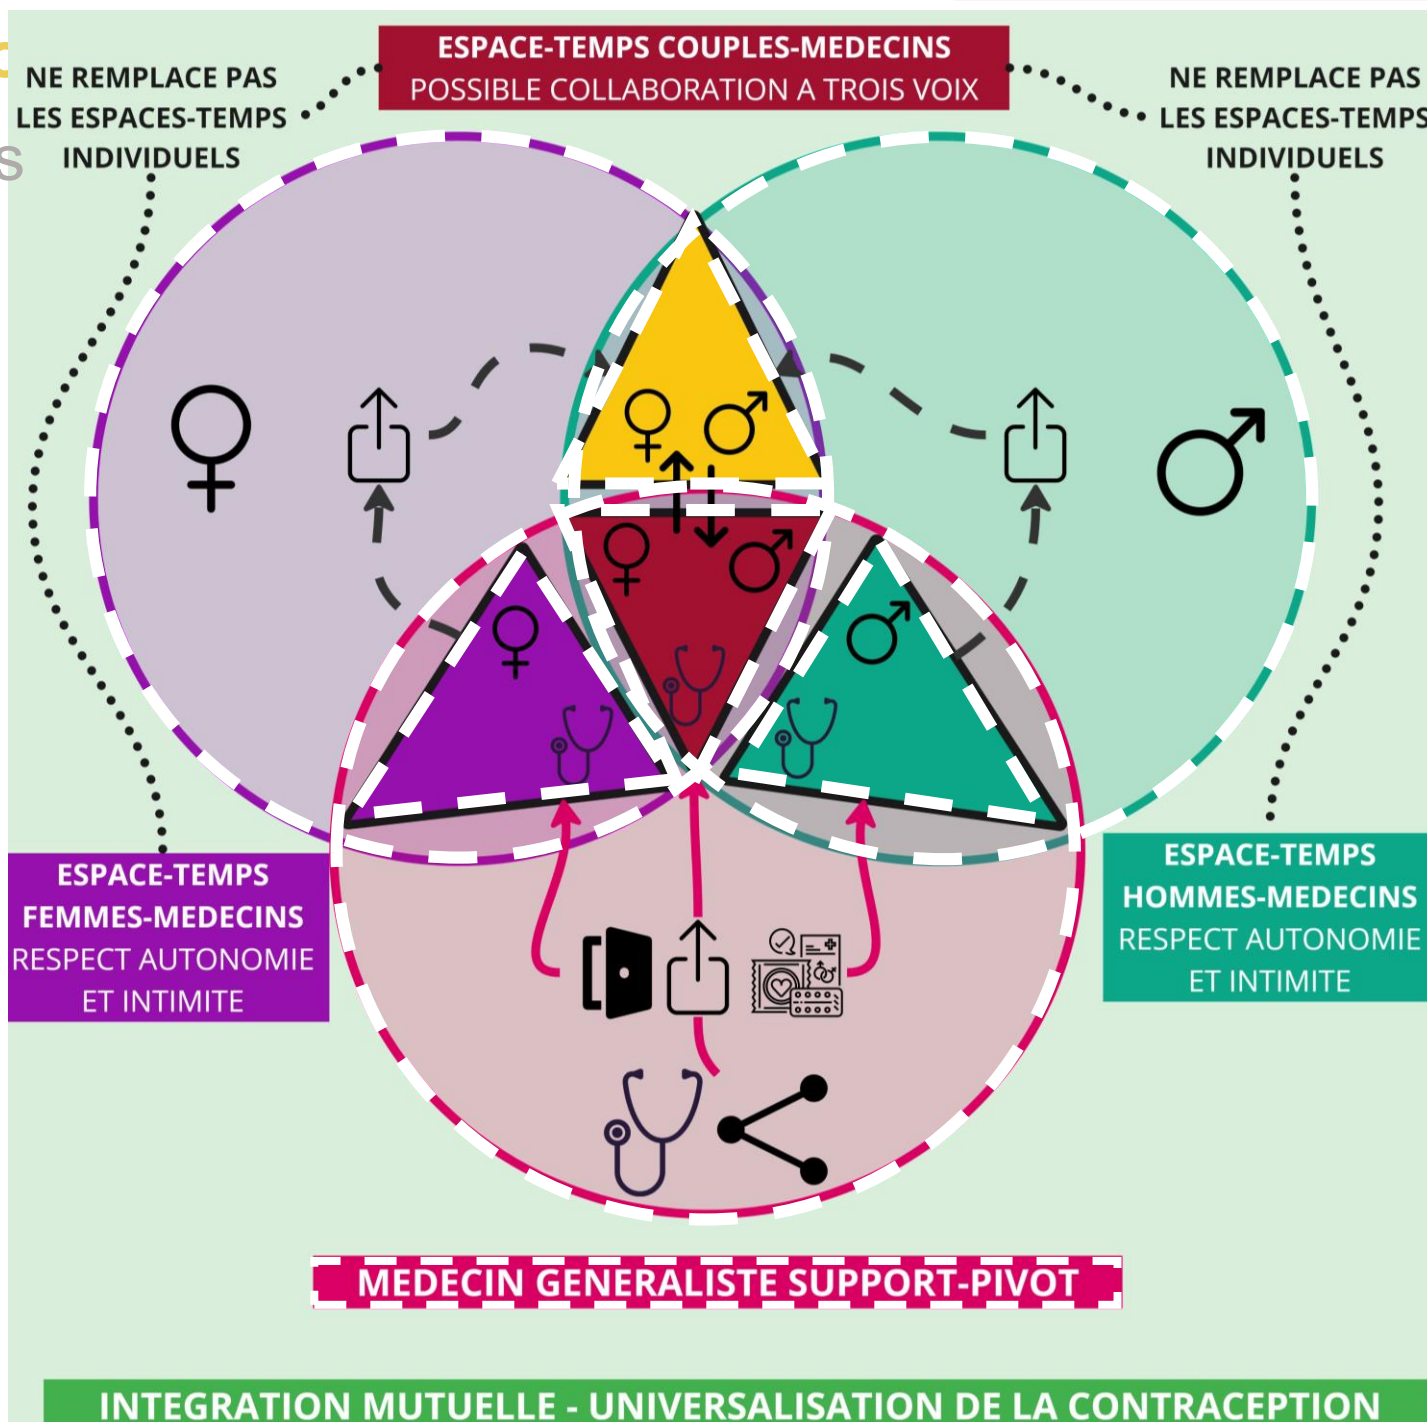 ESPACE-TEMPS COUPLES-MEDECINS
POSSIBLE COLLABORATION A TROIS VOIX
NE REMPLACE PAS
LES ESPACES-TEMPS
INDIVIDUELS
NE REMPLACE PAS
LES ESPACES-TEMPS
INDIVIDUELS
ESPACE-TEMPS
FEMMES-MEDECINS
RESPECT AUTONOMIE
ET INTIMITE
ESPACE-TEMPS
HOMMES-MEDECINS
RESPECT AUTONOMIE
ET INTIMITE
MEDECIN GENERALISTE SUPPORT-PIVOT
INTEGRATION MUTUELLE - UNIVERSALISATION DE LA CONTRACEPTION